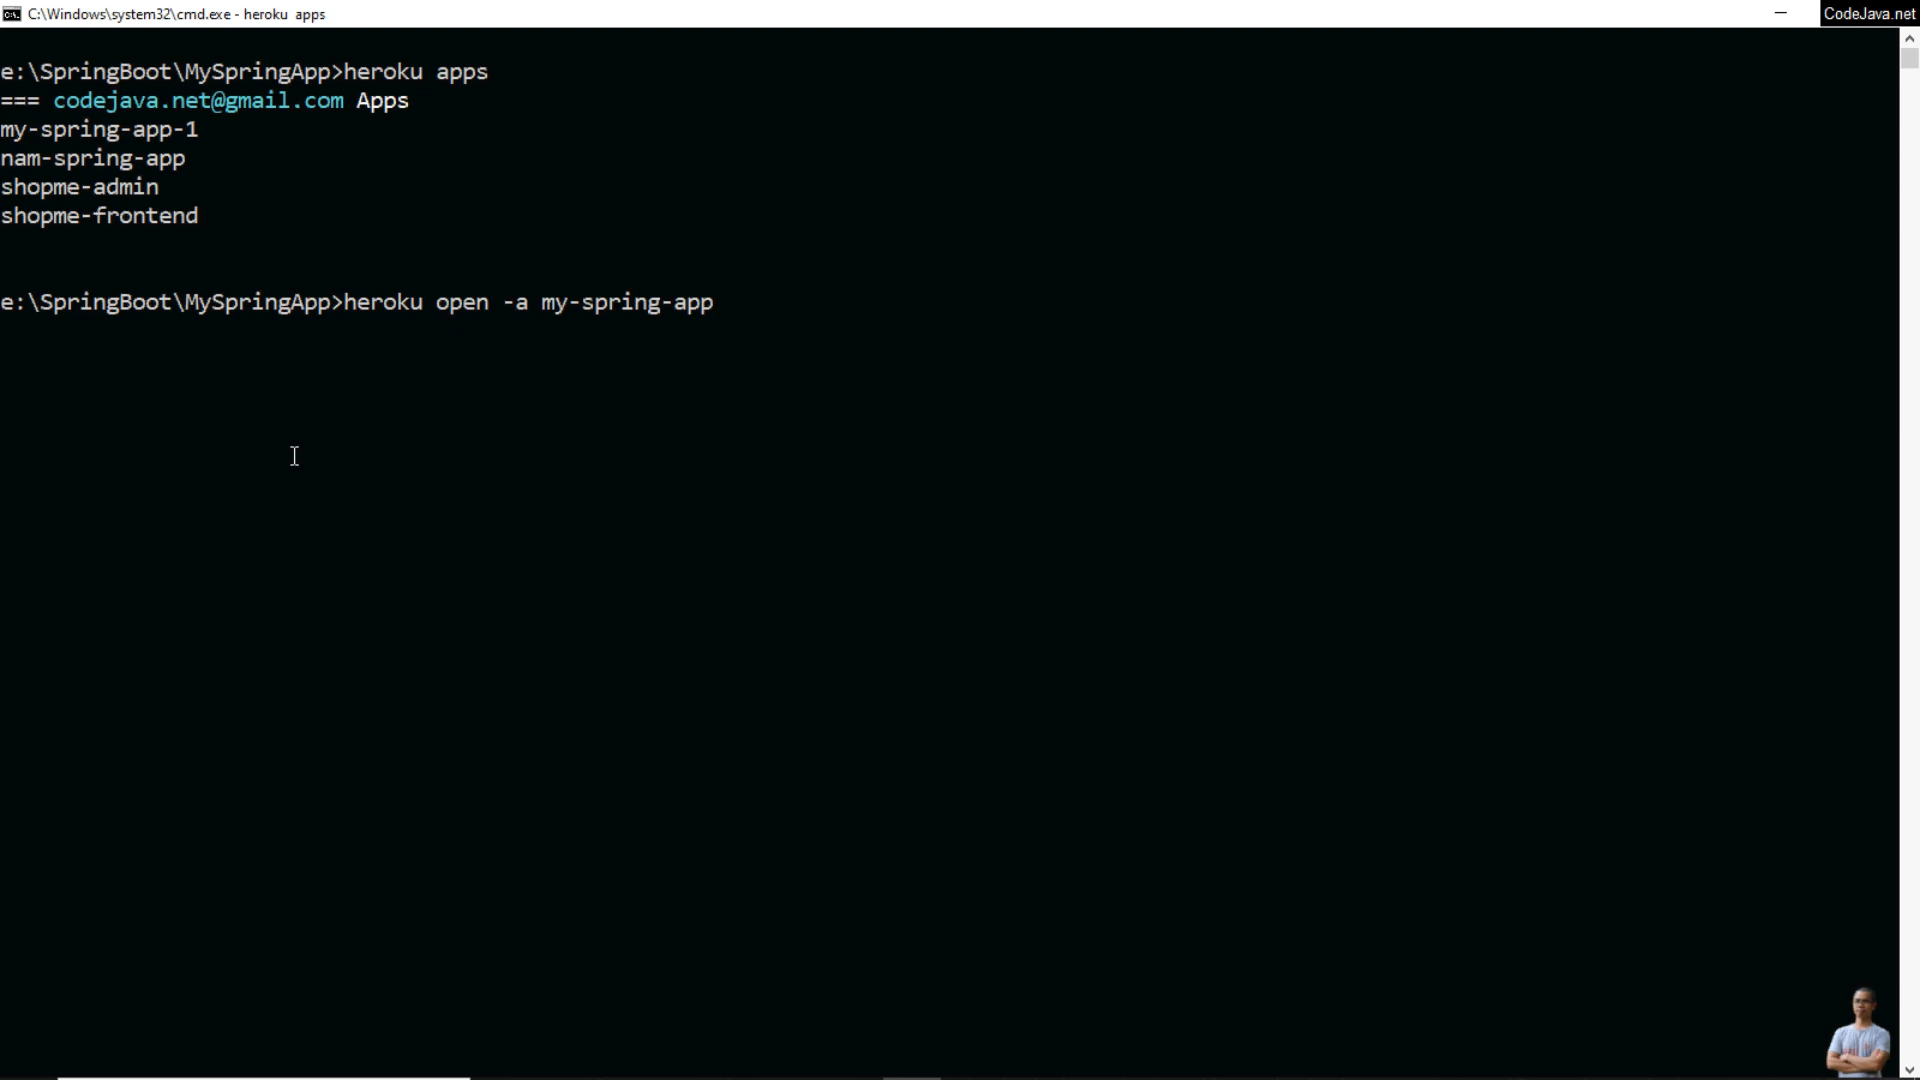 C:\Windows\system32\cmd.exe - heroku  apps
CodeJava.net
e:\SpringBoot\MySpringApp>heroku apps
=== codejava.net@gmail.com Apps
my-spring-app-1
nam-spring-app
shopme-admin
shopme-frontend
e:\SpringBoot\MySpringApp>heroku open -a my-spring-app